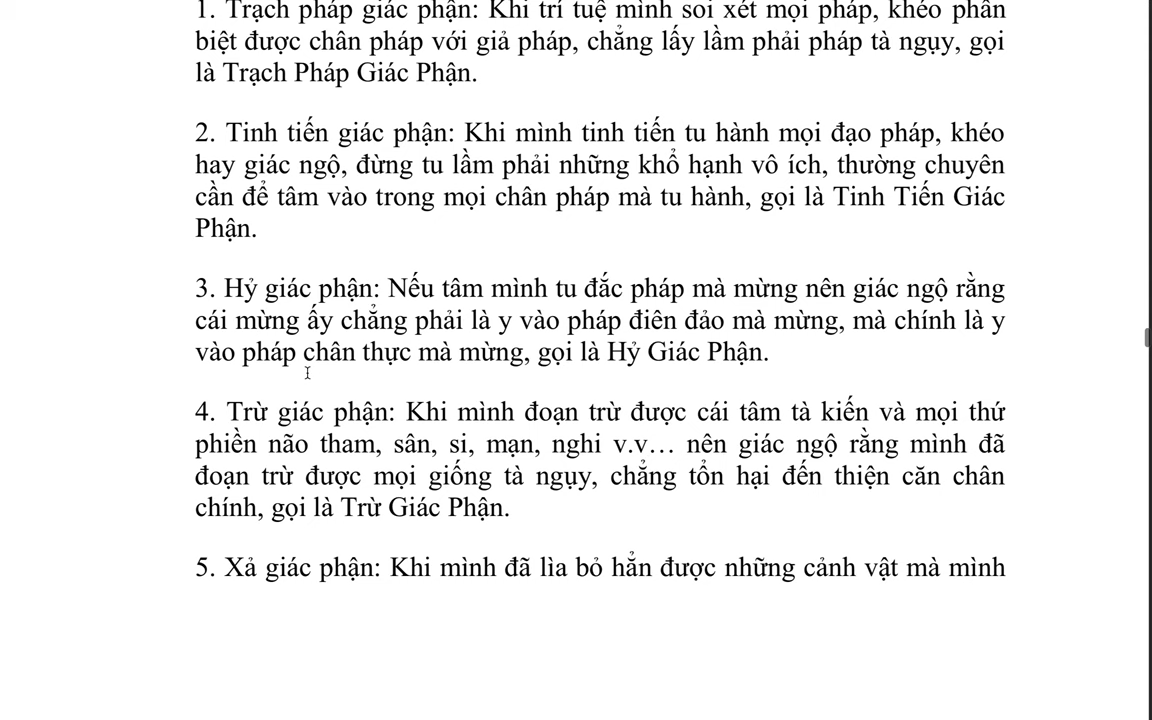 1. Trạch pháp giác phận: Khi trí tuệ mình soi xét mọi pháp, khéo phân
biệt được chân pháp với giả pháp, chẳng lấy lầm phải pháp tà ngụy, gọi
là Trạch Pháp Giác Phận.
2. Tinh tiến giác phận: Khi mình tinh tiến tu hành mọi đạo pháp, khéo
hay giác ngộ, đừng tu lầm phải những khổ hạnh vô ích, thường chuyên
cần để tâm vào trong mọi chân pháp mà tu hành, gọi là Tinh Tiến Giác
Phận.
3. Hỷ giác phận: Nếu tâm mình tu đắc pháp mà mừng nên giác ngộ rằng
cái mừng ấy chẳng phải là y vào pháp điên đảo mà mừng, mà chính là y
vào pháp chân thực mà mừng, gọi là Hỷ Giác Phận.
4. Trừ giác phận: Khi mình đoạn trừ được cái tâm tà kiến và mọi thứ
phiền não tham, sân, si, mạn, nghi v.v… nên giác ngộ rằng mình đã
đoạn trừ được mọi giống tà ngụy, chẳng tổn hại đến thiện căn chân
chính, gọi là Trừ Giác Phận.
5. Xả giác phận: Khi mình đã lìa bỏ hẳn được những cảnh vật mà mình